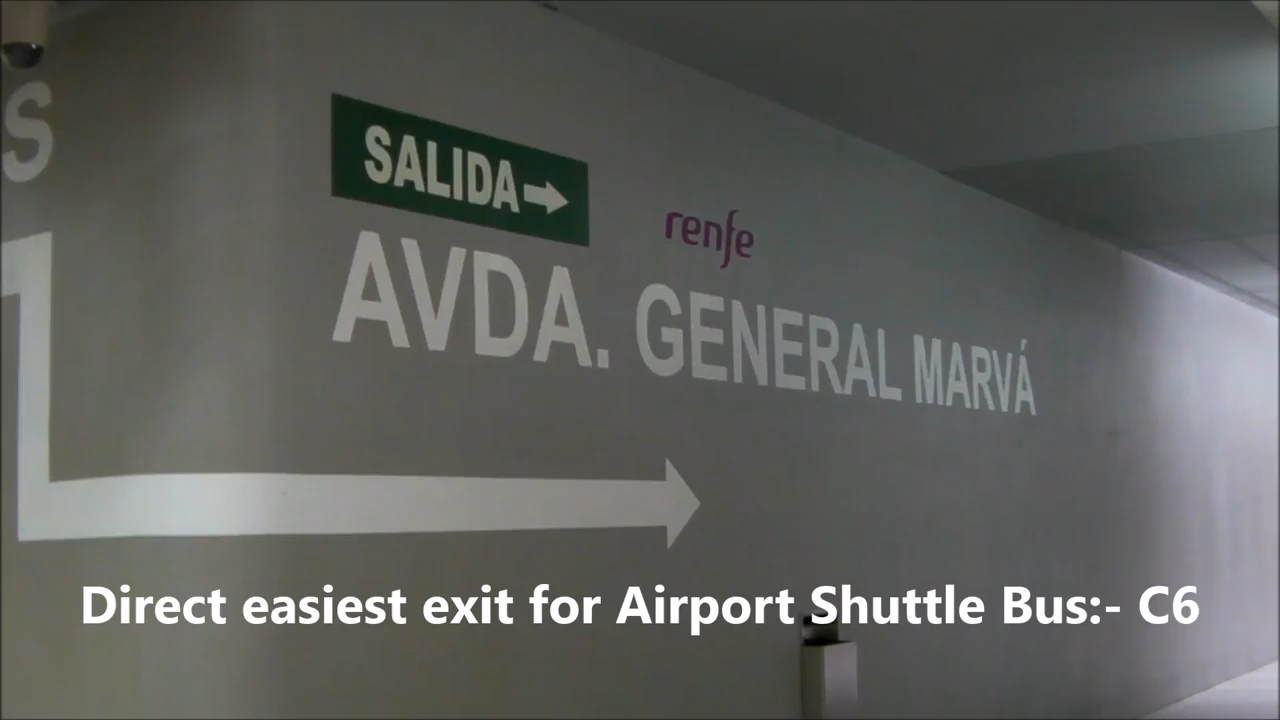 S
SALIDA
renfe
AVDA. GENERAL MARVÁ
Direct easiest exit for Airport Shuttle Bus:- C6